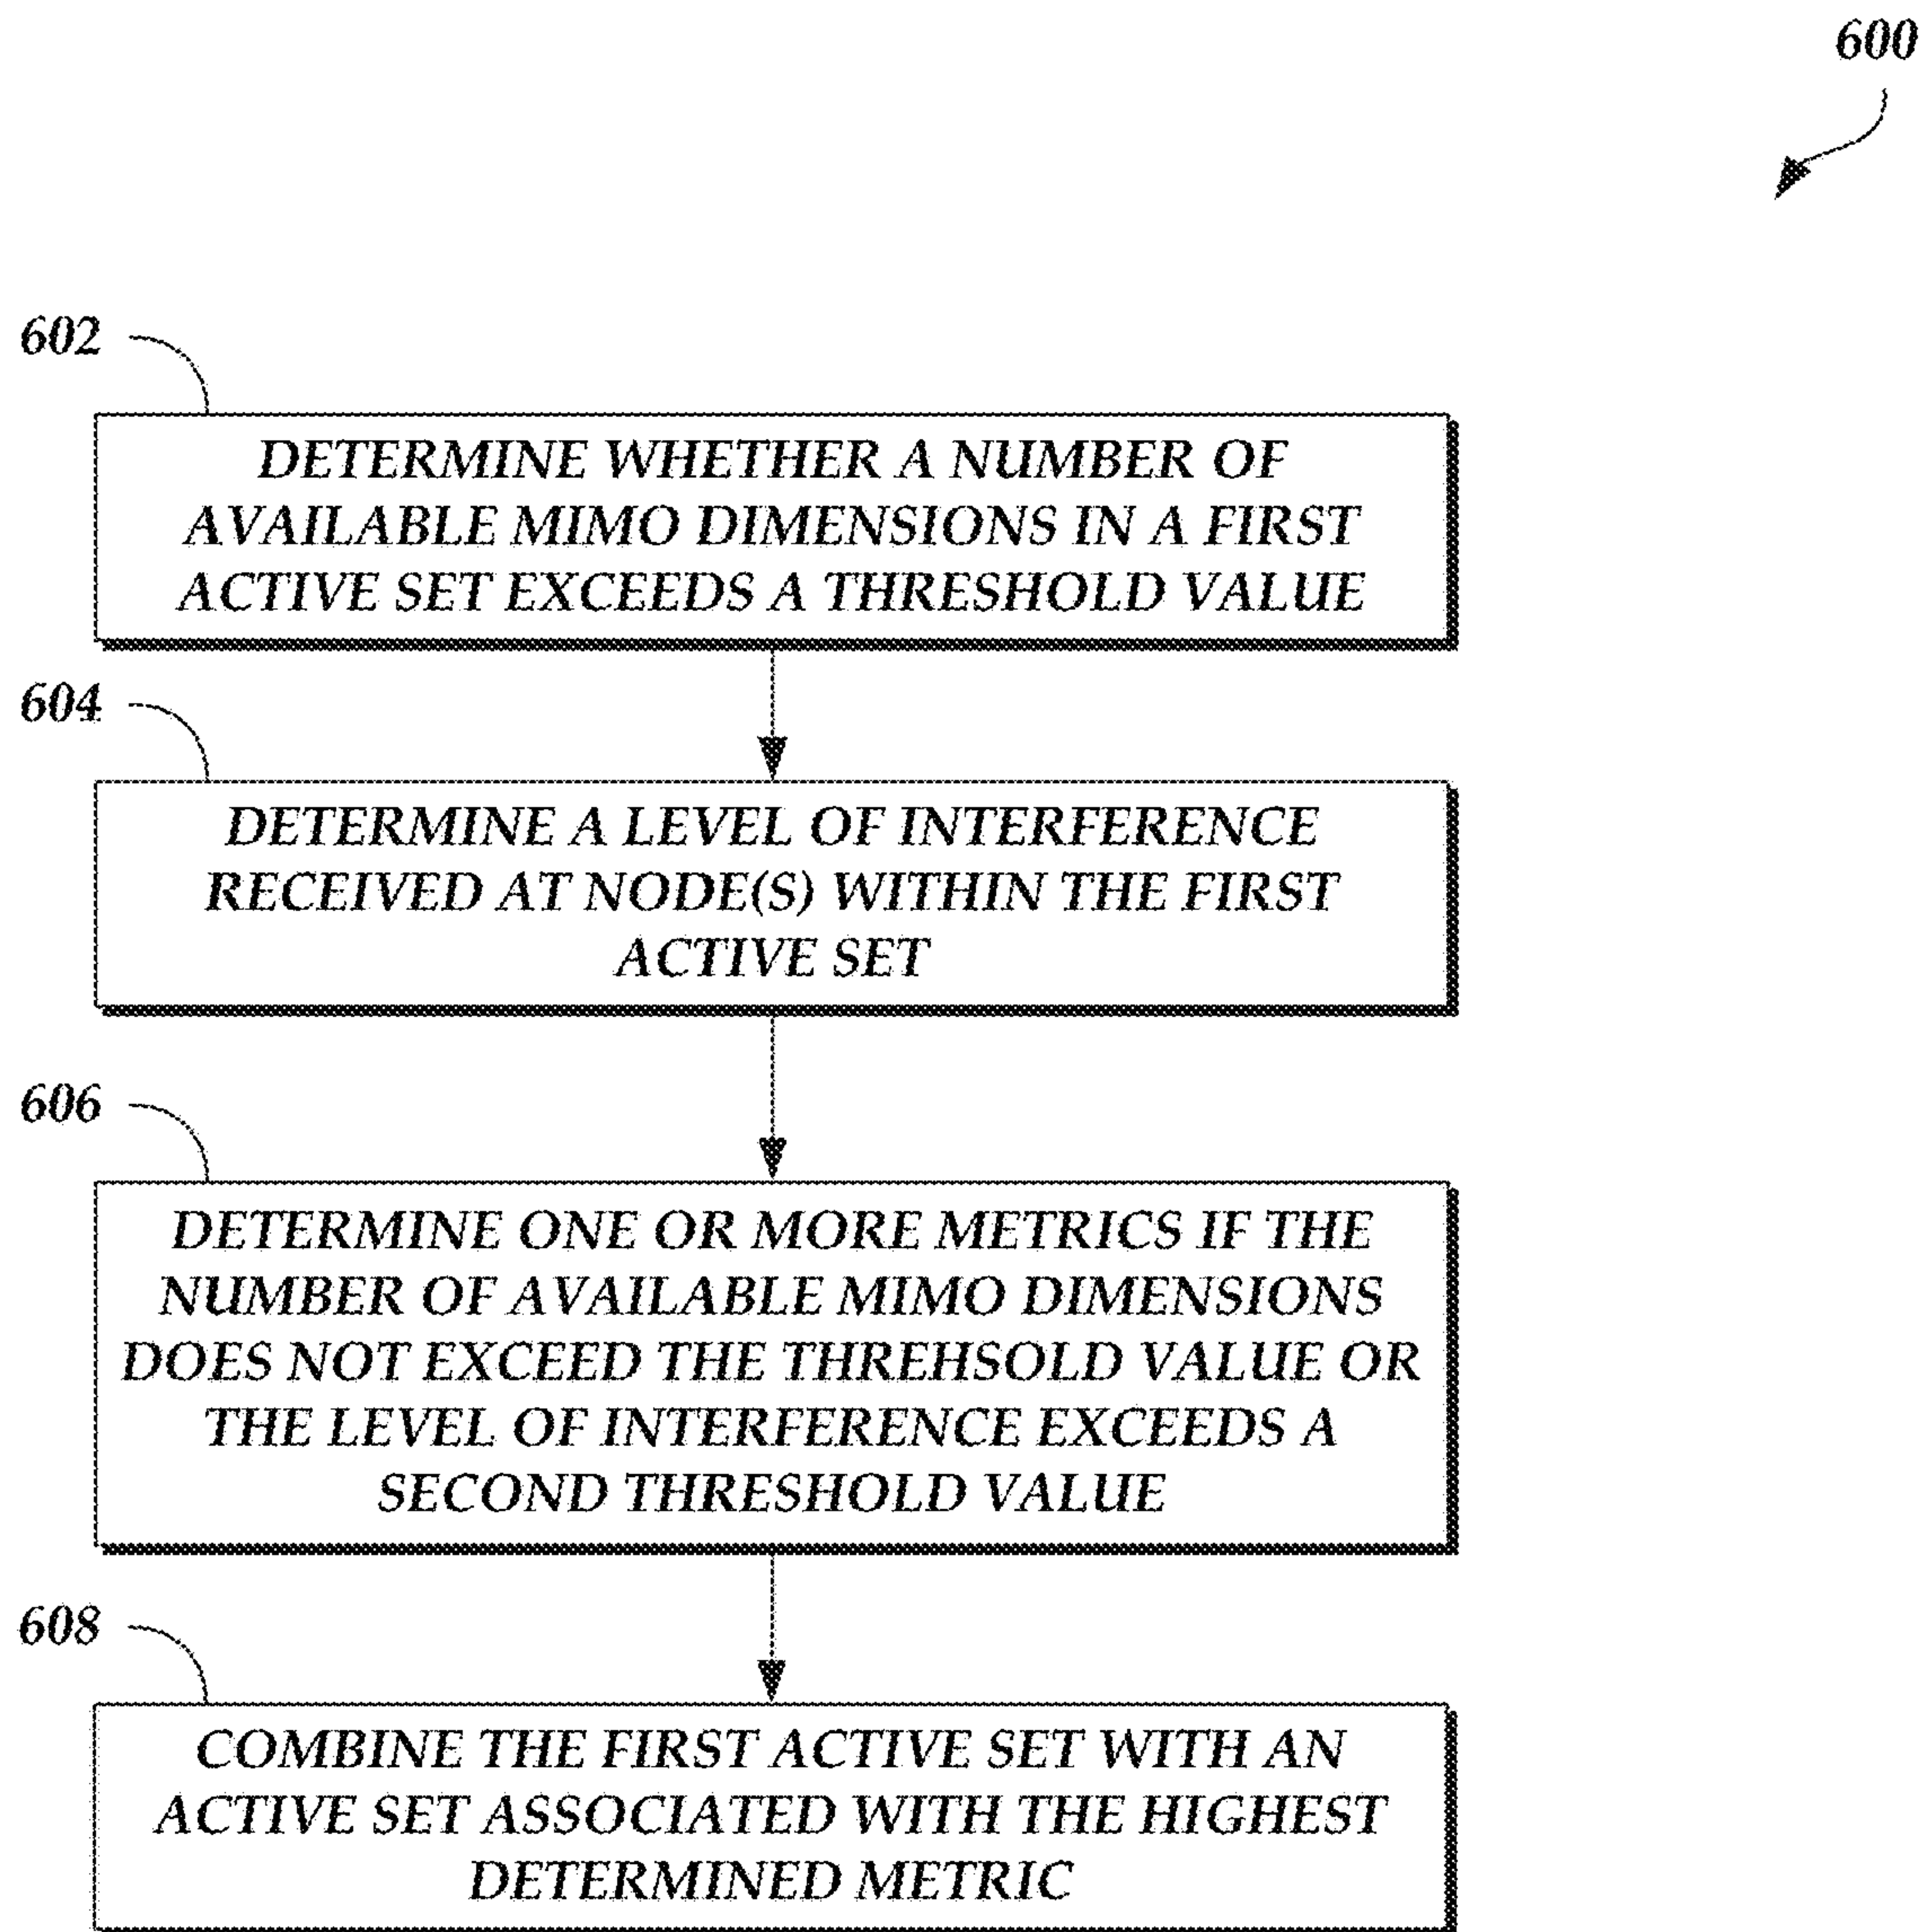 600
602
DETERMINE WHETHER A NUMBER OF
AVAILABLE MIMO DIMENSIONS IN A FIRST
ACTIVE SET EXCEEDS A THRESHOLD VALUE
604
DETERMINE A LEVEL OF INTERFERENCE
RECEIVED AT NODE(S) WITHIN THE FIRST
ACTIVE SET
606
DETERMINE ONE OR MORE METRICS IF THE
NUMBER OF AVAILABLE MIMO DIMENSIONS
DOES NOT EXCEED THE THREHSOLD VALUE OR
THE LEVEL OF INTERFERENCE EXCEEDS A
SECOND THRESHOLD VALUE
608
COMBINE THE FIRST ACTIVE SET WITH AN
ACTIVE SET ASSOCIATED WITH THE HIGHEST
DETERMINED METRIC